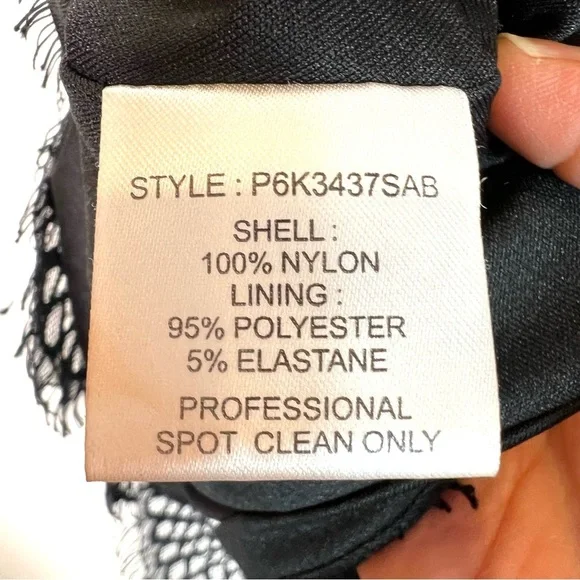 STYLE : P6K3437SAB
SHELL :
100% NYLON
LINING :
95% POLYESTER
5% ELASTANE
PROFESSIONAL
SPOT CLEAN ONLY